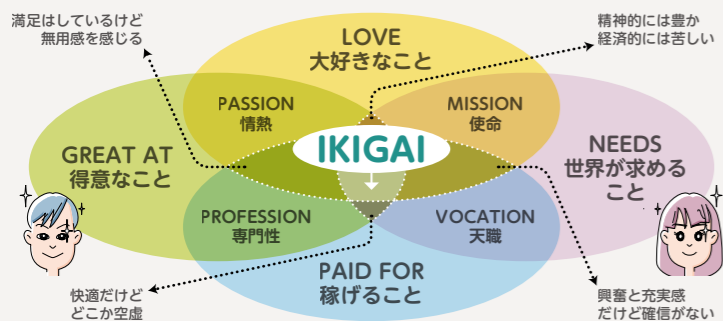 満足はしているけど
無用感を感じる
精神的には豊か
経済的には苦しい
LOVE
大好きなこと
PASSION
情熱
MISSION
使命
GREAT AT
得意なこと
IKIGAI
NEEDS
世界が求める
こと
PROFESSION
専門性
VOCATION
天職
PAID FOR
稼げること
快適だけど
どこか空虚
興奮と充実感
だけど確信がない